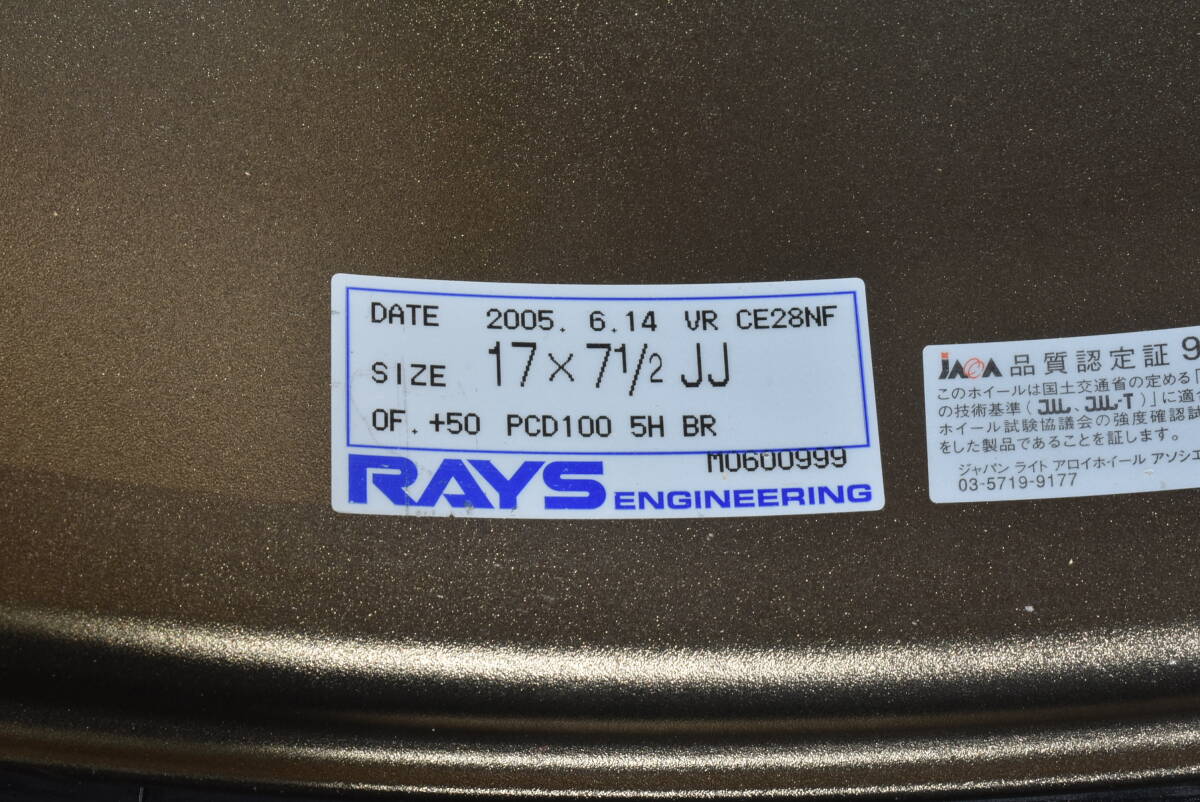 DATE 2005. 6.14 VR CE28NF
SIZE 17×7 1/2 JJ
OF. +50 PCD100 5H BR
M0600999
RAYS ENGINEERING
JAWA 品質認定証 9
このホイールは国土交通省の定める「
の技術基準(JWL、JWL-T)」に適合
ホイール試験協議会の強度確認試
をした製品であることを証します。
ジャパン ライト アロイホイール アソシエ
03-5719-9177